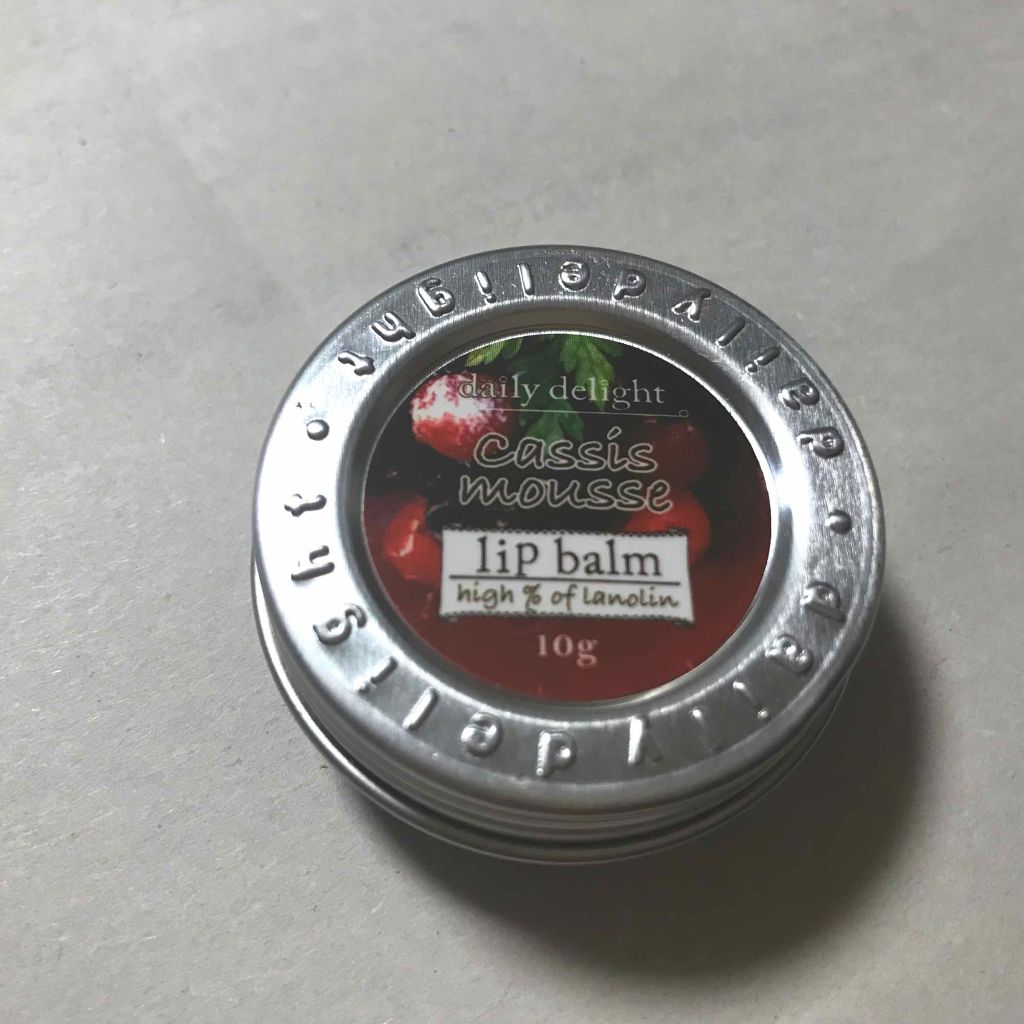 daily delight
cassis
mousse
lip balm
high % of lanolin
10g
daily delight • daily delight •